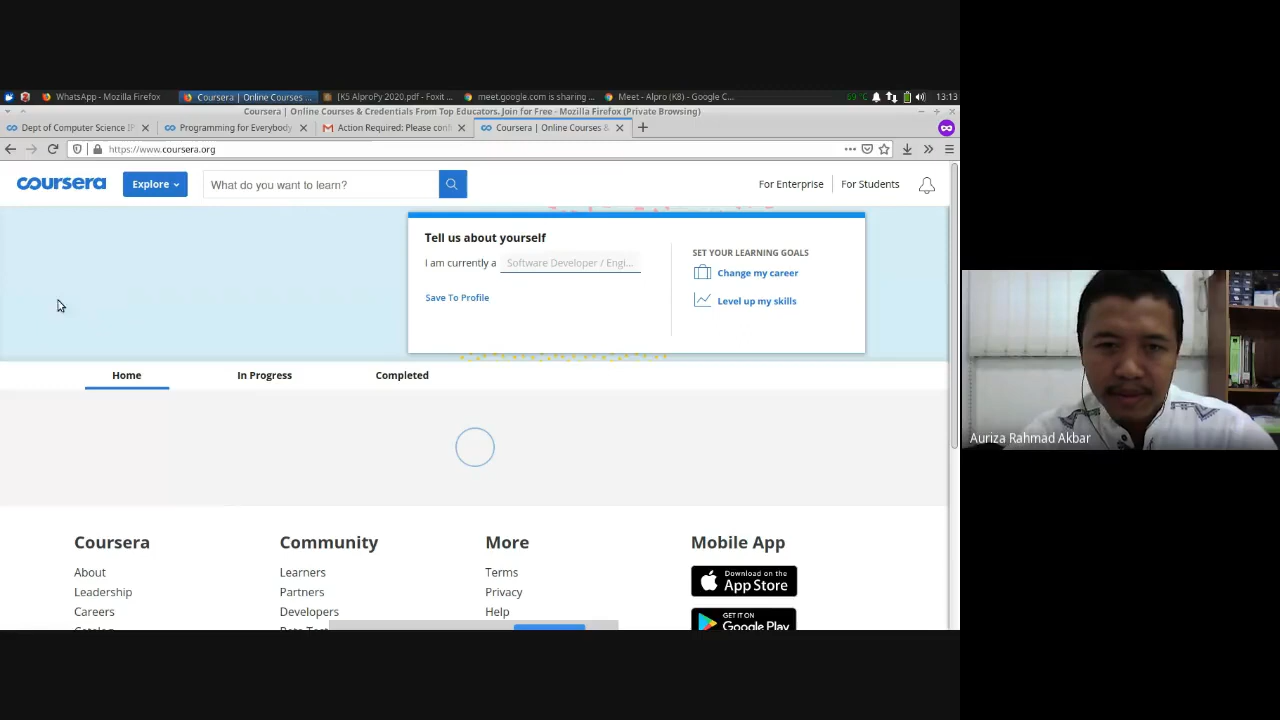 WhatsApp - Mozilla Firefox
Coursera | Online Courses ...
[K5 AlproPy 2020.pdf - Foxit ...
meet.google.com is sharing ...
Meet - Alpro (K8) - Google C...
69°C
13:13
Coursera | Online Courses & Credentials From Top Educators. Join for Free - Mozilla Firefox (Private Browsing)
Dept of Computer Science IP
Programming for Everybody
Action Required: Please con
Coursera | Online Courses &
https://www.coursera.org
coursera
Explore
What do you want to learn?
For Enterprise
For Students
Tell us about yourself
I am currently a Software Developer / Engi...
Save To Profile
SET YOUR LEARNING GOALS
Change my career
Level up my skills
Home
In Progress
Completed
Auriza Rahmad Akbar
Coursera
Community
More
Mobile App
About
Learners
Terms
Download on the
App Store
Leadership
Partners
Privacy
Careers
Developers
Help
GET IT ON
Google Play